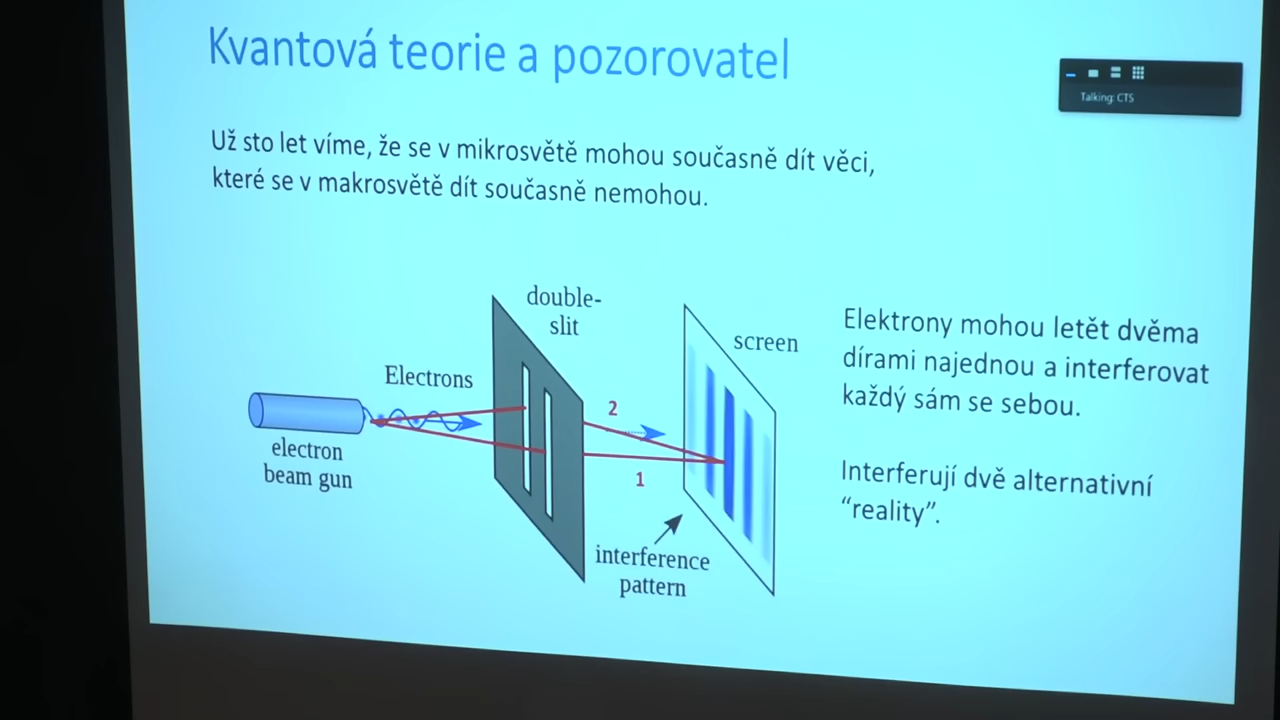 Kvantová teorie a pozorovatel
Talking: CTS
Už sto let víme, že se v mikrosvětě mohou současně dít věci,
které se v makrosvětě dít současně nemohou.
double-
slit
screen
Electrons
electron
beam gun
2
1
interference
pattern
Elektrony mohou letět dvěma
dírami najednou a interferovat
každý sám se sebou.
Interferují dvě alternativní
“reality”.